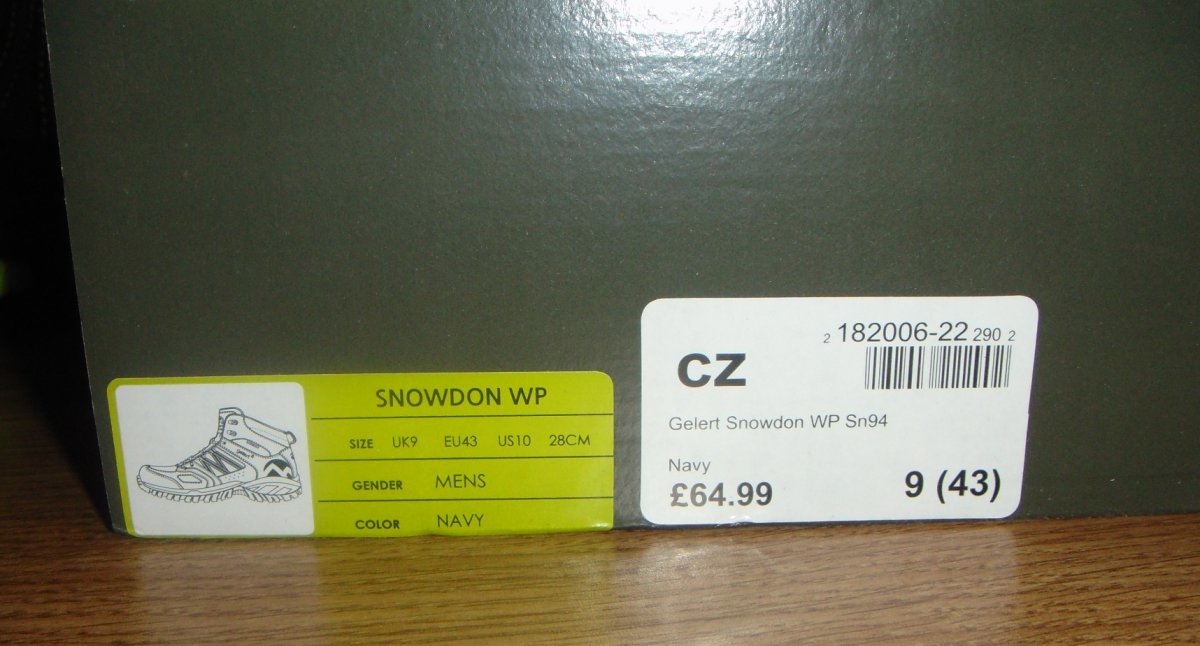 SNOWDON WP
SIZE UK9 EU43 US10 28CM
GENDER MENS
COLOR NAVY
2 182006-22 290 2
CZ
Gelert Snowdon WP Sn94
Navy
£64.99 9 (43)